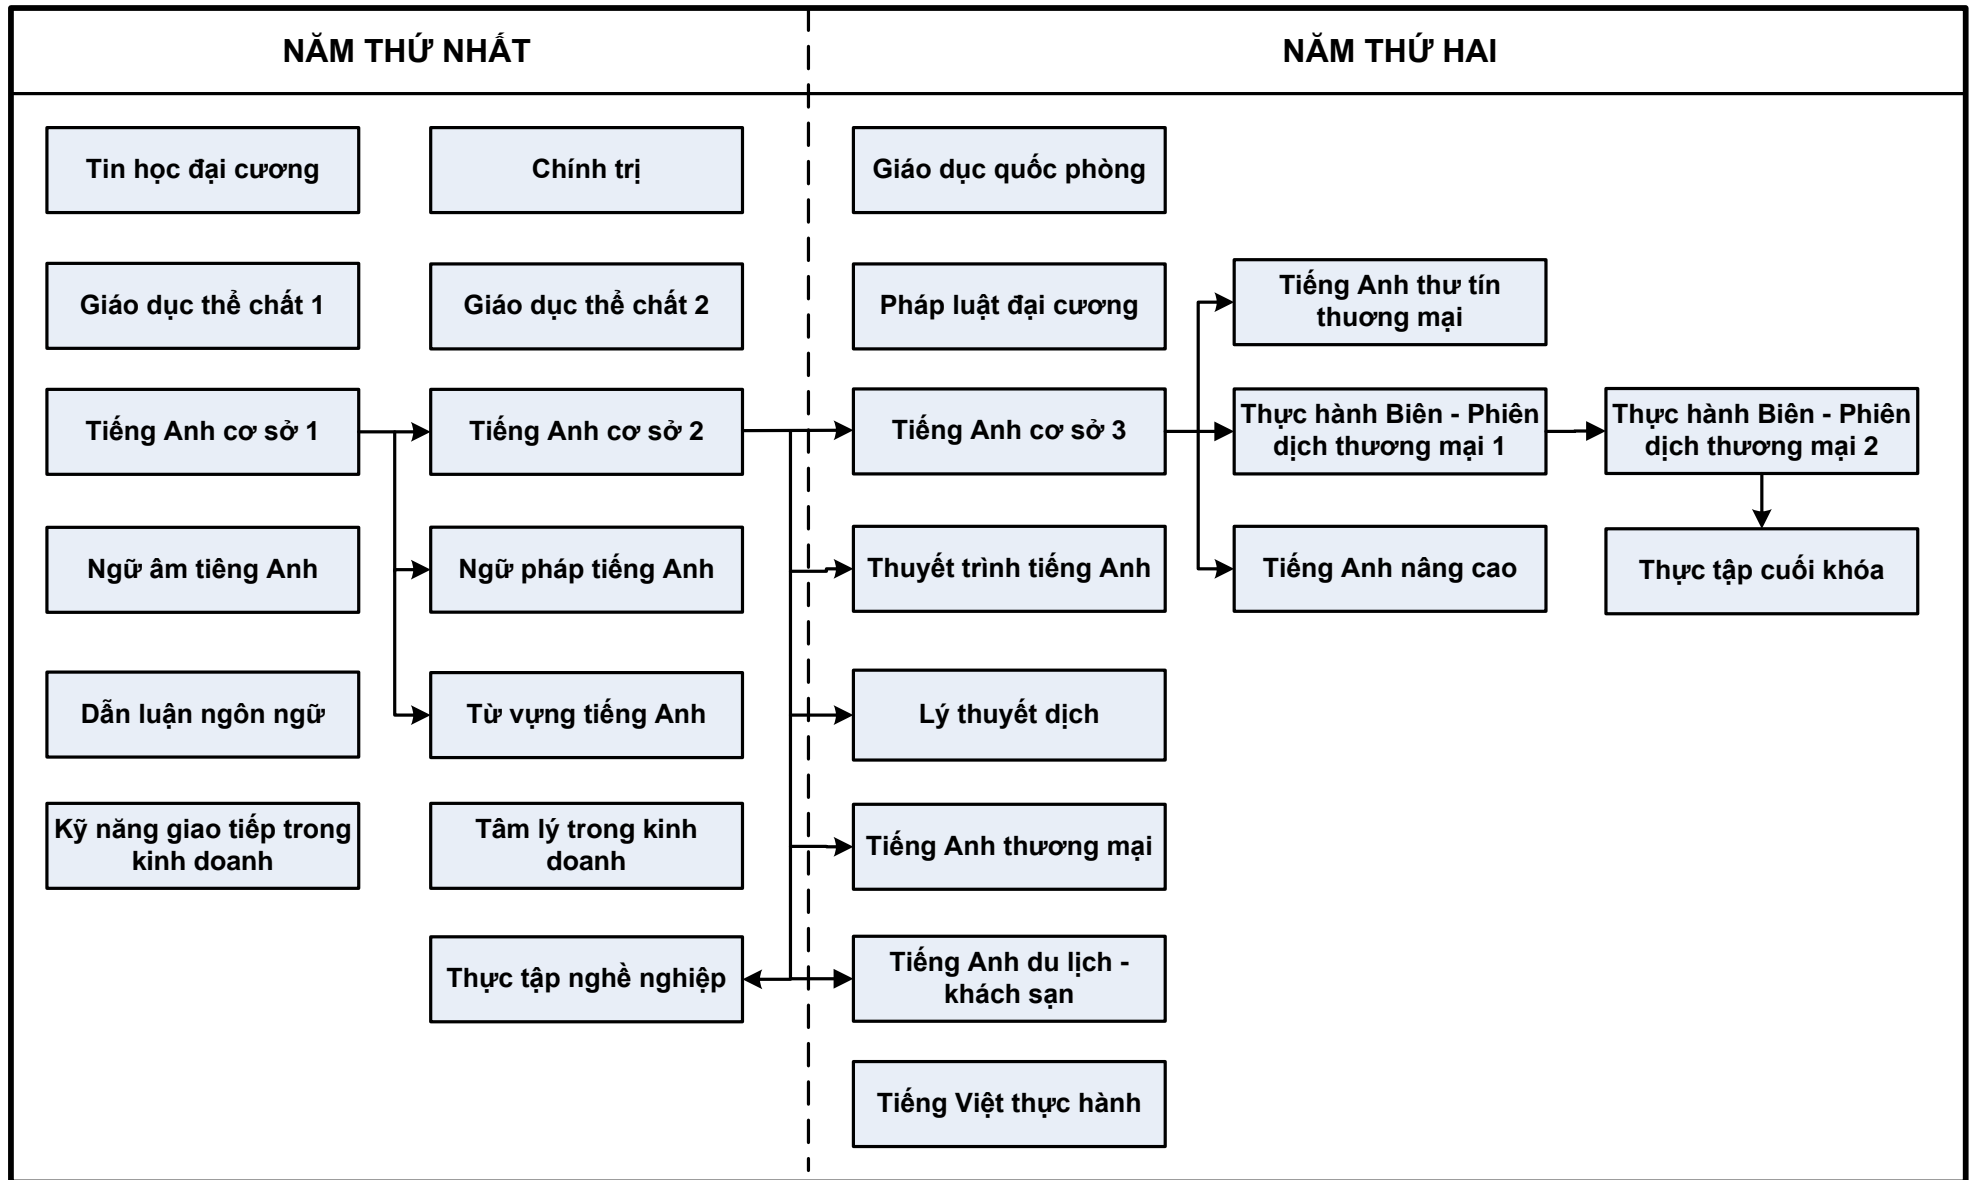 NĂM THỨ NHẤT
NĂM THỨ HAI
Tin học đại cương
Chính trị
Giáo dục quốc phòng
Giáo dục thể chất 1
Giáo dục thể chất 2
Pháp luật đại cương
Tiếng Anh thư tín
thuơng mại
Tiếng Anh cơ sở 1
Tiếng Anh cơ sở 2
Tiếng Anh cơ sở 3
Thực hành Biên - Phiên
dịch thương mại 1
Thực hành Biên - Phiên
dịch thương mại 2
Ngữ âm tiêng Anh
Ngữ pháp tiếng Anh
Thuyết trình tiếng Anh
Tiếng Anh nâng cao
Thực tập cuối khóa
Dẫn luận ngôn ngữ
Từ vựng tiếng Anh
Lý thuyết dịch
Kỹ năng giao tiếp trong
kinh doanh
Tâm lý trong kinh
doanh
Tiếng Anh thương mại
Thực tập nghề nghiệp
Tiếng Anh du lịch -
khách sạn
Tiếng Việt thực hành